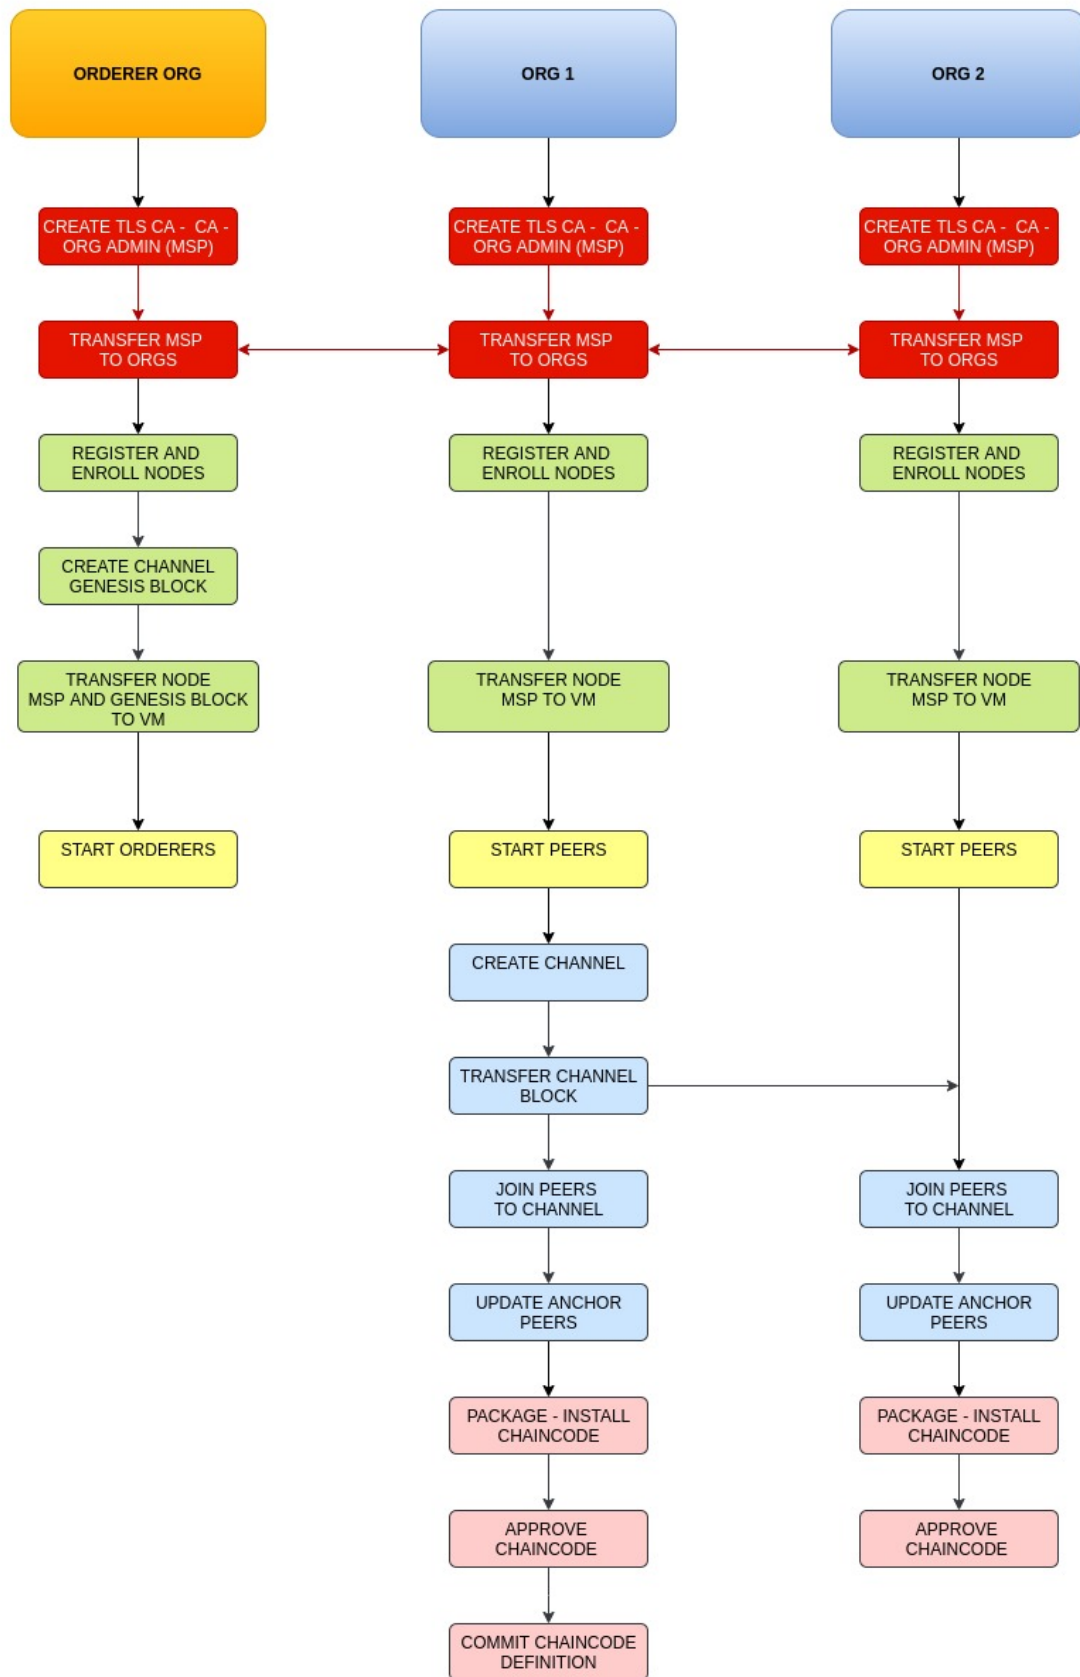 ORDERER ORG
ORG 1
ORG 2
CREATE TLS CA - CA -
ORG ADMIN (MSP)
CREATE TLS CA - CA -
ORG ADMIN (MSP)
CREATE TLS CA - CA -
ORG ADMIN (MSP)
TRANSFER MSP
TO ORGS
TRANSFER MSP
TO ORGS
TRANSFER MSP
TO ORGS
REGISTER AND
ENROLL NODES
REGISTER AND
ENROLL NODES
REGISTER AND
ENROLL NODES
CREATE CHANNEL
GENESIS BLOCK
TRANSFER NODE
MSP AND GENESIS BLOCK
TO VM
TRANSFER NODE
MSP TO VM
TRANSFER NODE
MSP TO VM
START ORDERERS
START PEERS
START PEERS
CREATE CHANNEL
TRANSFER CHANNEL
BLOCK
JOIN PEERS
TO CHANNEL
JOIN PEERS
TO CHANNEL
UPDATE ANCHOR
PEERS
UPDATE ANCHOR
PEERS
PACKAGE - INSTALL
CHAINCODE
PACKAGE - INSTALL
CHAINCODE
APPROVE
CHAINCODE
APPROVE
CHAINCODE
COMMIT CHAINCODE
DEFINITION